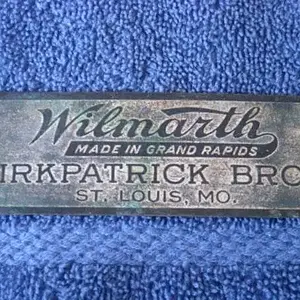 Wilmarth
MADE IN GRAND RAPIDS
IRKPATRICK BRO
ST. LOUIS, MO.